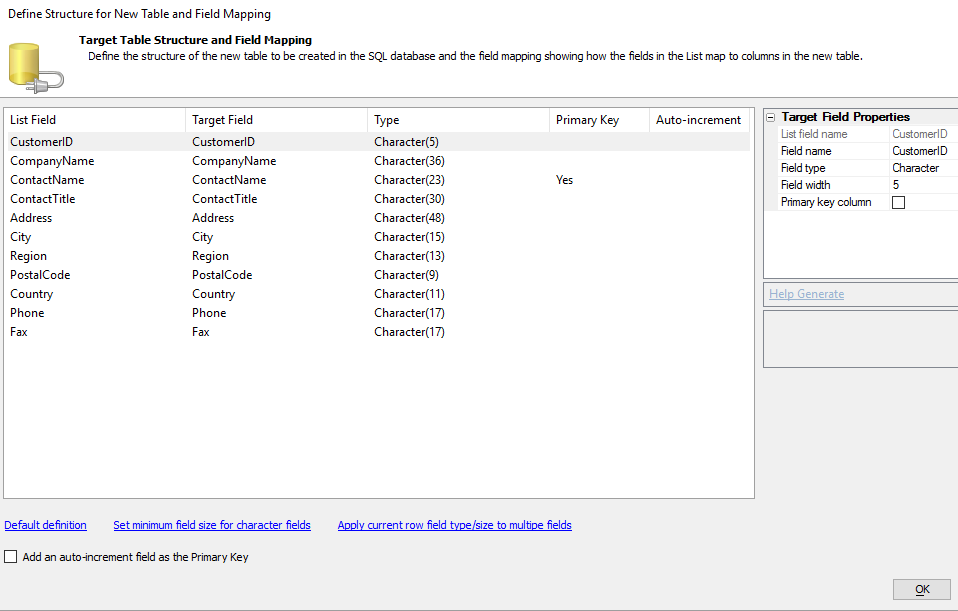 Define Structure for New Table and Field Mapping
Target Table Structure and Field Mapping
Define the structure of the new table to be created in the SQL database and the field mapping showing how the fields in the List map to columns in the new table.
List Field Target Field Type Primary Key Auto-increment
CustomerID CustomerID Character(5)
CompanyName CompanyName Character(36)
ContactName ContactName Character(23) Yes
ContactTitle ContactTitle Character(30)
Address Address Character(48)
City City Character(15)
Region Region Character(13)
PostalCode PostalCode Character(9)
Country Country Character(11)
Phone Phone Character(17)
Fax Fax Character(17)
Target Field Properties
List field name CustomerID
Field name CustomerID
Field type Character
Field width 5
Primary key column
Help Generate
Default definition Set minimum field size for character fields Apply current row field type/size to multipe fields
Add an auto-increment field as the Primary Key
OK